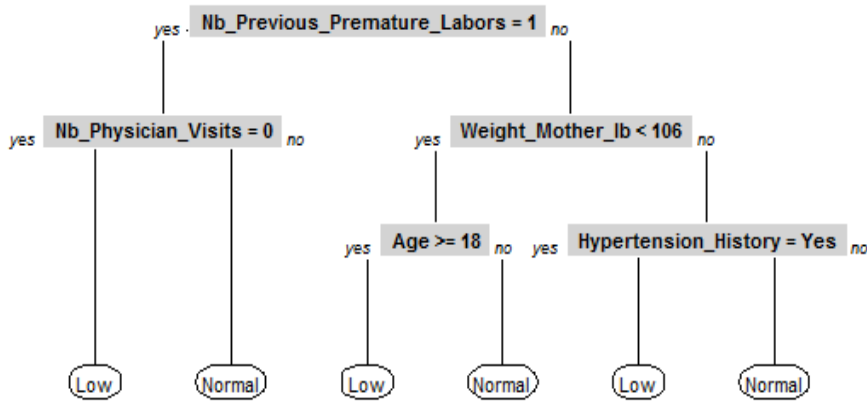 yes Nb_Previous_Premature_Labors = 1 no
yes Nb_Physician_Visits = 0 no
yes Weight_Mother_lb < 106 no
yes Age >= 18 no
yes Hypertension_History = Yes no
Low
Normal
Low
Normal
Low
Normal